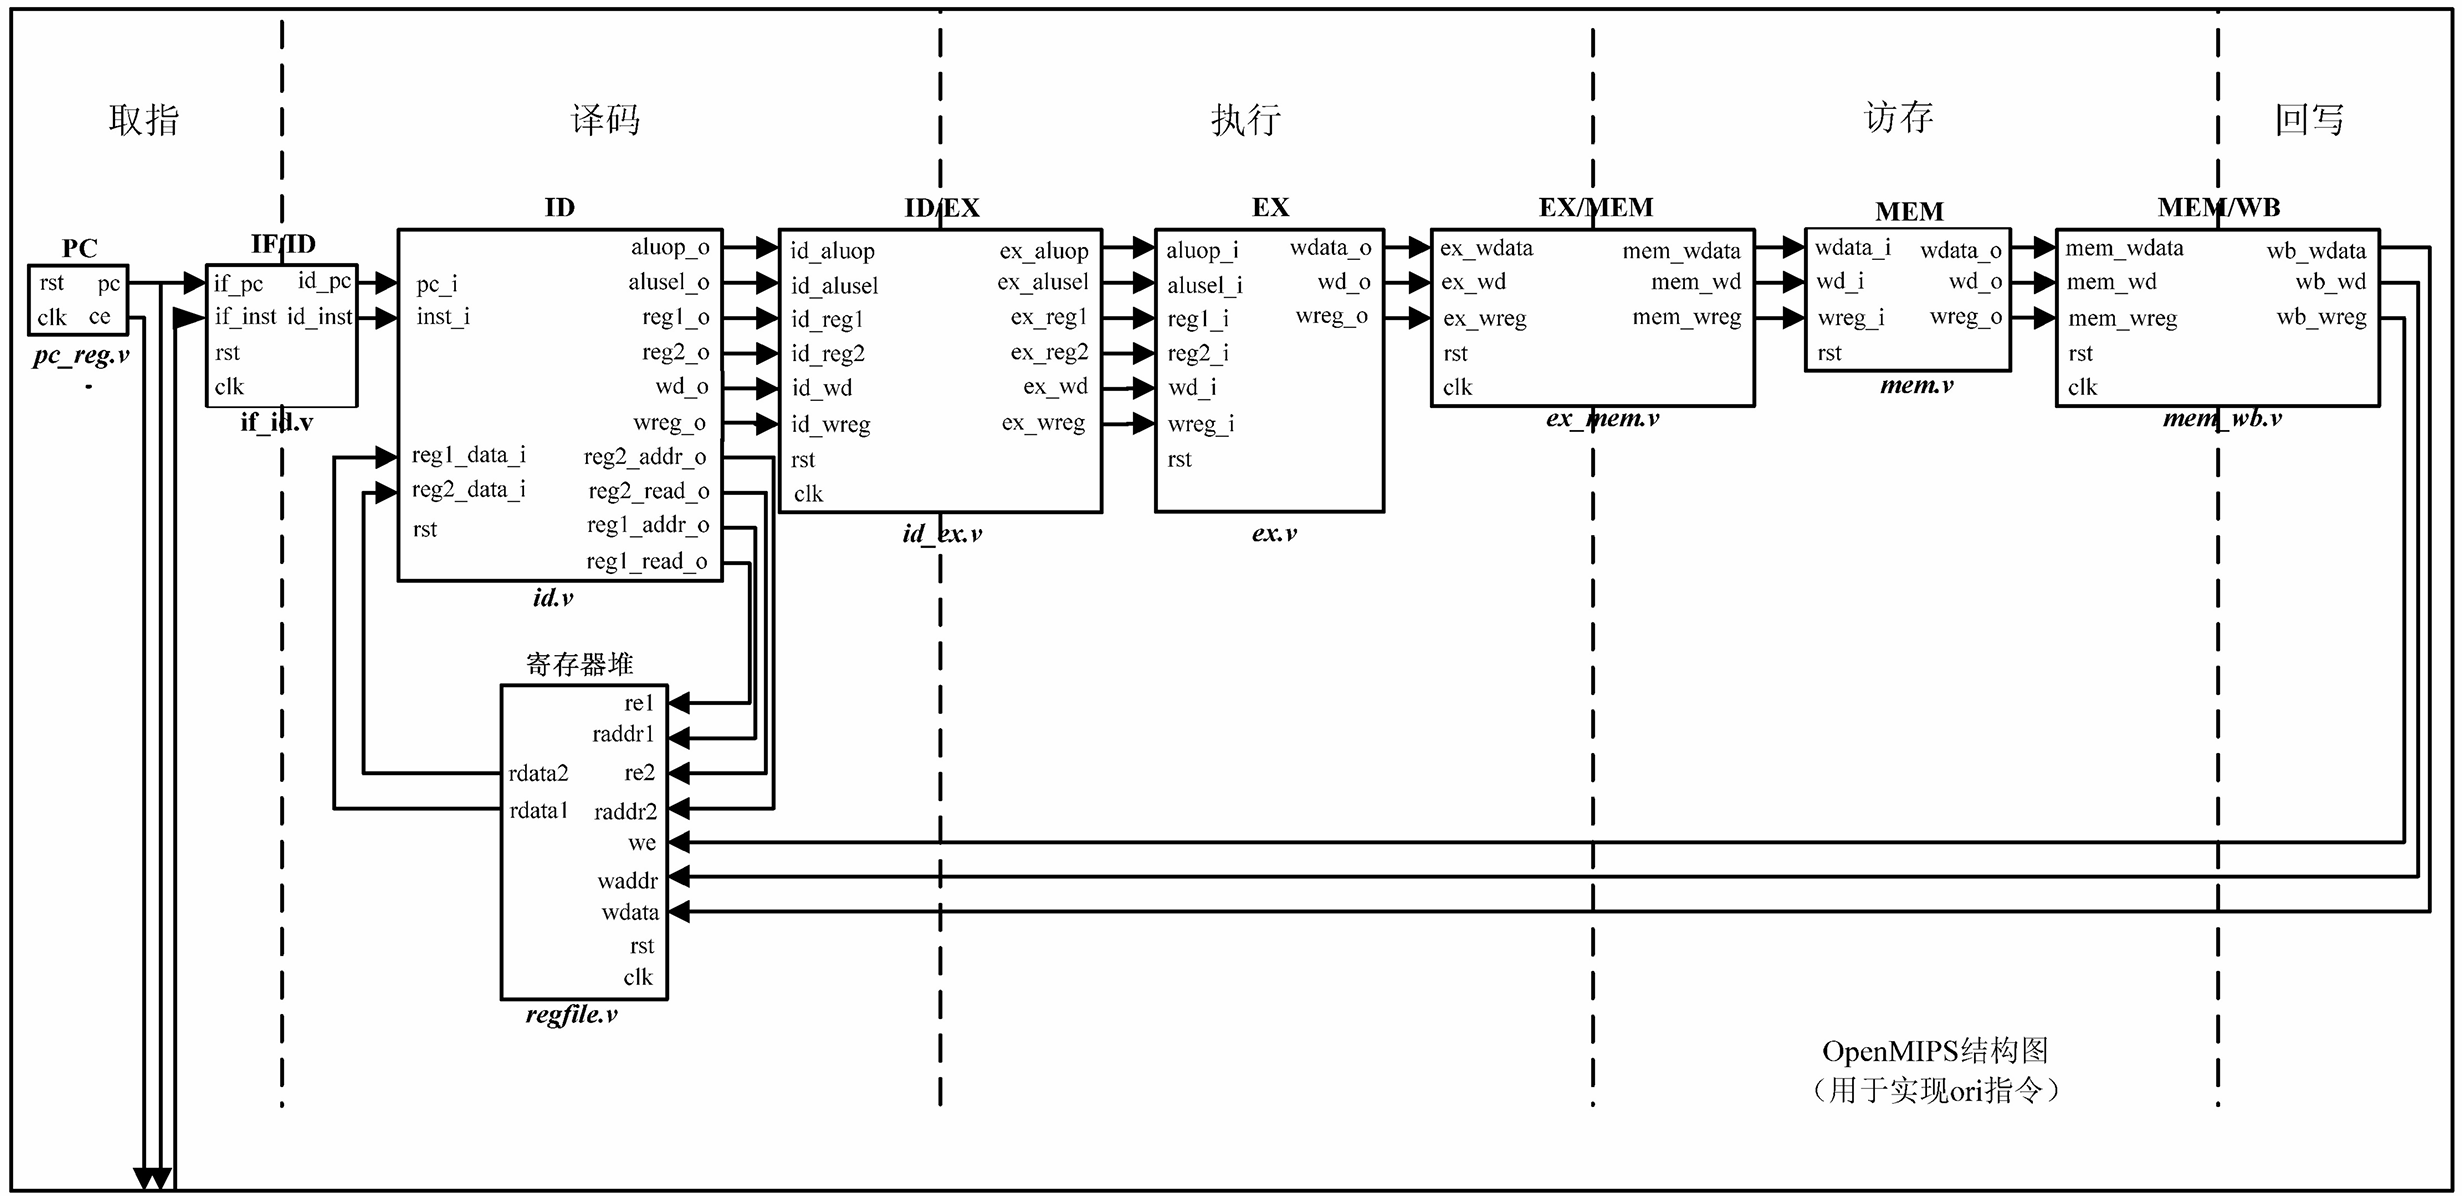 取指
译码
执行
访存
回写
PC
rst pc
clk ce
pc_reg.v
IF/ID
if_pc id_pc
if_inst id_inst
rst
clk
if_id.v
ID
aluop_o
alusel_o
pc_i
inst_i reg1_o
reg2_o
wd_o
wreg_o
reg1_data_i reg2_addr_o
reg2_data_i reg2_read_o
rst reg1_addr_o
reg1_read_o
id.v
ID/EX
id_aluop ex_aluop
id_alusel ex_alusel
id_reg1 ex_reg1
id_reg2 ex_reg2
id_wd ex_wd
id_wreg ex_wreg
rst
clk
id_ex.v
EX
aluop_i wdata_o
alusel_i wd_o
reg1_i wreg_o
reg2_i
wd_i
wreg_i
rst
ex.v
EX/MEM
ex_wdata mem_wdata
ex_wd mem_wd
ex_wreg mem_wreg
rst
clk
ex_mem.v
MEM
wdata_i wdata_o
wd_i wd_o
wreg_i wreg_o
rst
mem.v
MEM/WB
mem_wdata wb_wdata
mem_wd wb_wd
mem_wreg wb_wreg
rst
clk
mem_wb.v
寄存器堆
re1
raddr1
rdata2 re2
rdata1 raddr2
we
waddr
wdata
rst
clk
regfile.v
OpenMIPS结构图
（用于实现ori指令）